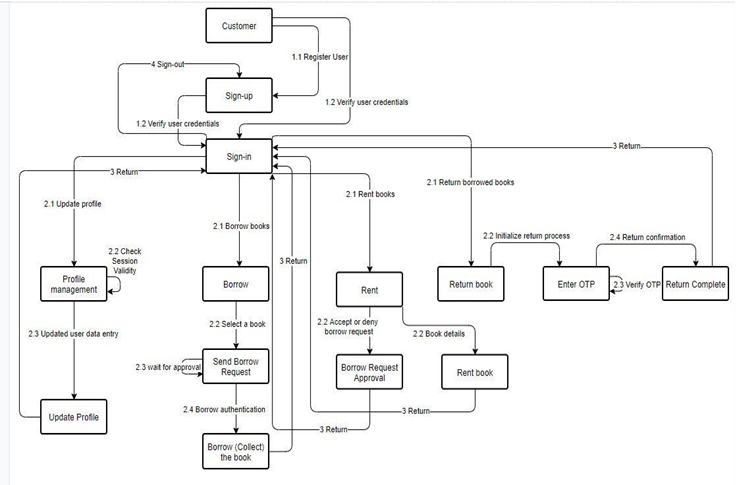 Customer
1.1 Register User
4 Sign-out
Sign-up
1.2 Verify user credentials
1.2 Verify user credentials
Sign-in
3 Return
3 Return
2.1 Update profile
2.1 Borrow books
2.1 Rent books
2.1 Return borrowed books
2.2 Initialize return process
2.4 Return confirmation
2.2 Check
Session
Validity
3 Return
Profile
management
Borrow
Rent
Return book
Enter OTP
2.3 Verify OTP
Return Complete
2.3 Updated user data entry
2.2 Select a book
2.2 Accept or deny
borrow request
2.2 Book details
2.3 wait for approval
Send Borrow
Request
Borrow Request
Approval
Rent book
2.4 Borrow authentication
3 Return
Update Profile
3 Return
Borrow (Collect)
the book